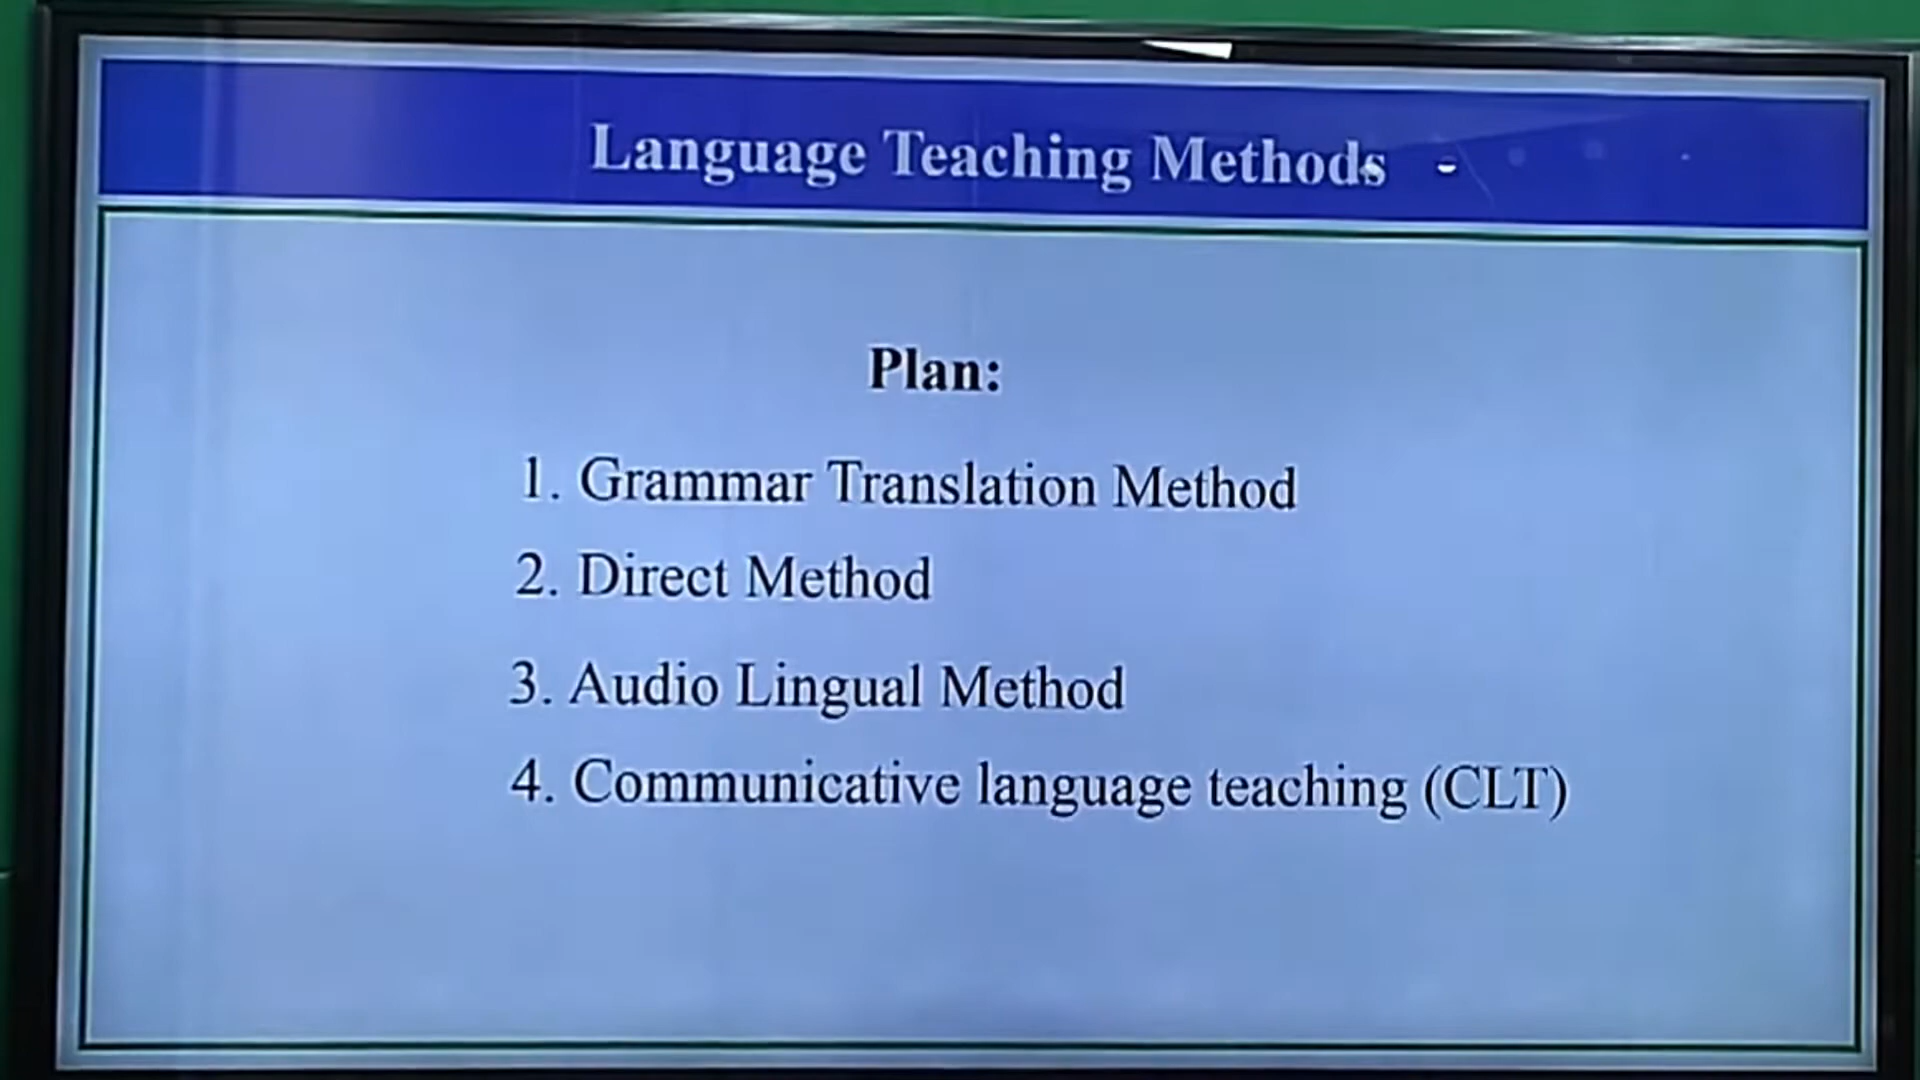 Language Teaching Methods -
Plan:
1. Grammar Translation Method
2. Direct Method
3. Audio Lingual Method
4. Communicative language teaching (CLT)